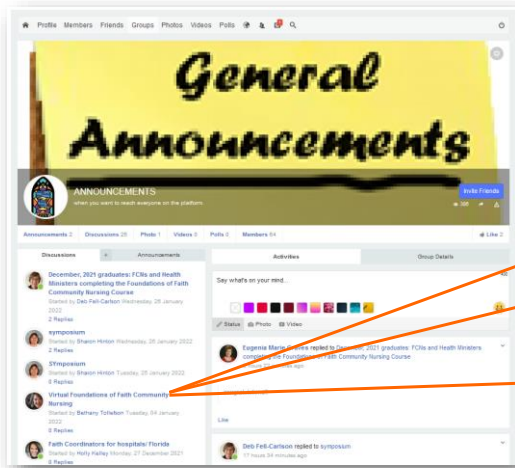 Profile Members Friends Groups Photos Videos Polls
General
Announcements
ANNOUNCEMENTS
when you want to reach everyone on the platform.
Invite Friends
Announcements 2 Discussions 25 Photo 1 Videos 0 Polls 0 Members 94 Like 2
Discussions + Announcements
Activities Group Details
December, 2021 graduates: FCNs and Health
Ministers completing the Foundations of Faith
Community Nursing Course
Started by Deb Fell-Carlson Wednesday, 26 January
2022
2 Replies
symposium
Started by Sharon Hinton Wednesday, 26 January 2022
2 Replies
SYmposium
Started by Sharon Hinton Tuesday, 25 January 2022
0 Replies
Virtual Foundations of Faith Community
Nursing
Started by Bethany Tollefson Tuesday, 04 January
2022
0 Replies
Faith Coordinators for hospitals/ Florida
Started by Holly Kelley Monday, 27 December 2021
0 Replies
Say what's on your mind...
Status Photo Video
Eugenia Marie replied to December, 2021 graduates: FCNs and Health Ministers
completing the Foundations of Faith Community Nursing Course
hours minutes ago
Like
Deb Fell-Carlson replied to symposium
17 hours 34 minutes ago